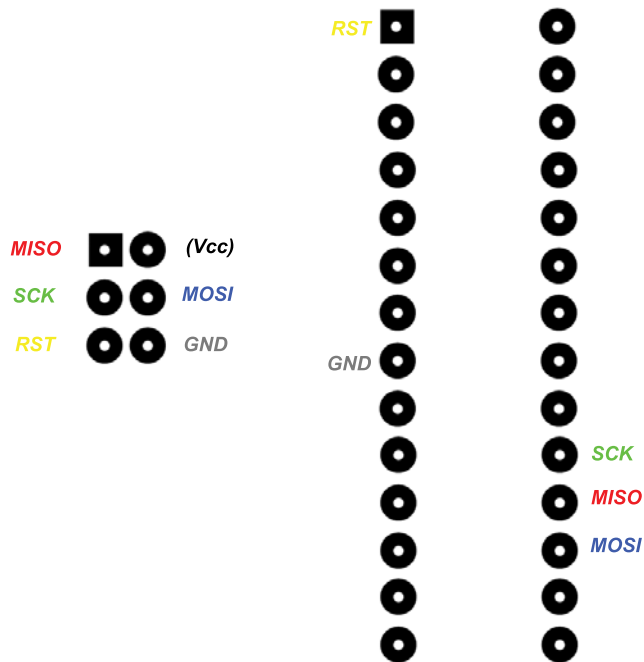 MISO (Vcc)
SCK MOSI
RST GND
RST
GND
SCK
MISO
MOSI